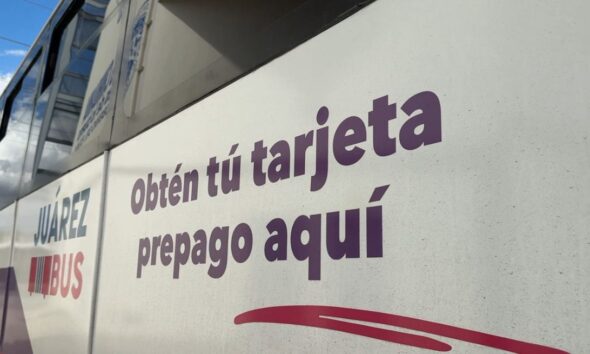 JUÁREZ
BUS
Obtén tú tarjeta
prepago aquí